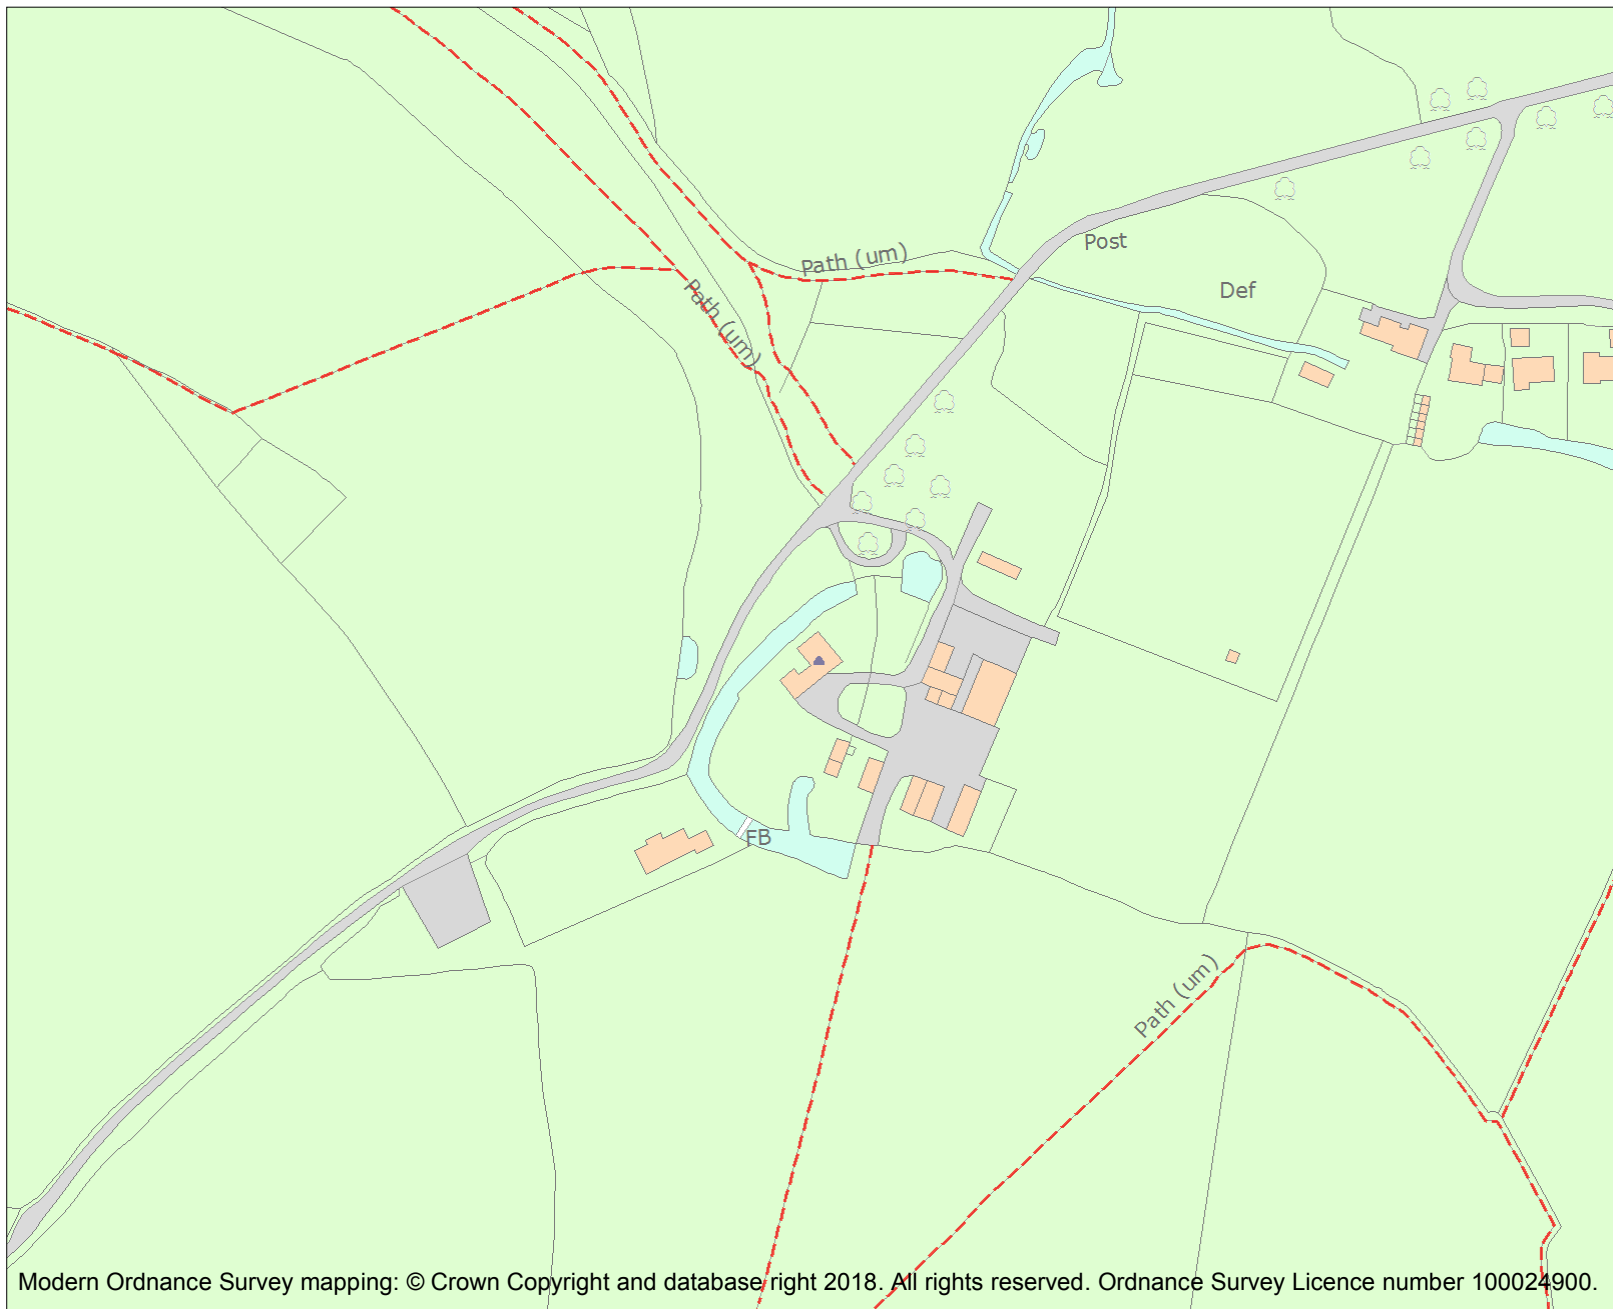 Post
Path (um)
Def
Path (um)
FB
Path (um)
Modern Ordnance Survey mapping: © Crown Copyright and database right 2018. All rights reserved. Ordnance Survey Licence number 100024900.